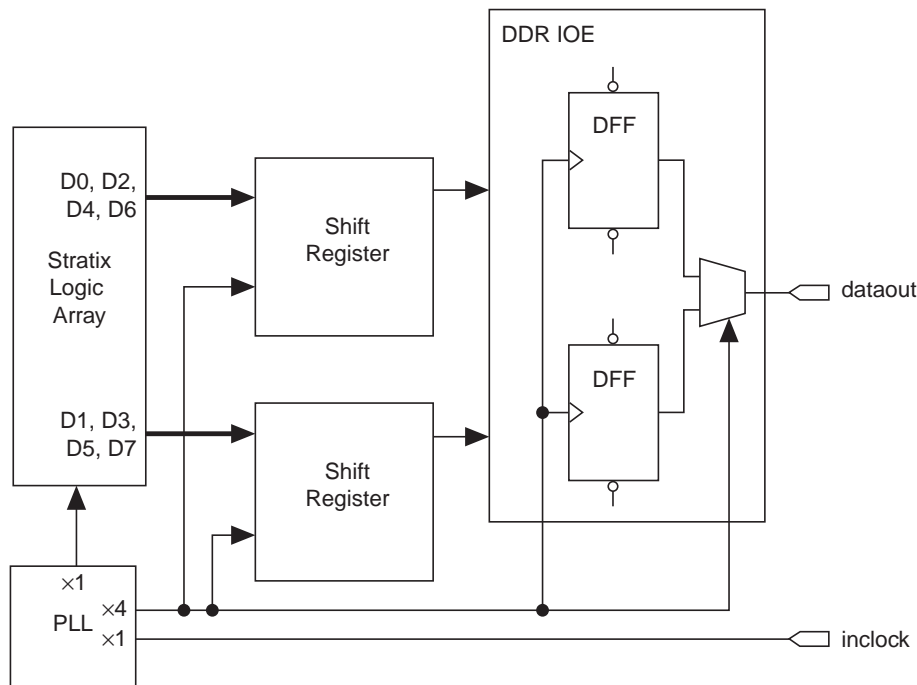 DDR IOE
DFF
D0, D2,
D4, D6
Stratix
Logic
Array
Shift
Register
dataout
DFF
D1, D3,
D5, D7
Shift
Register
×1
×4
PLL
×1
inclock